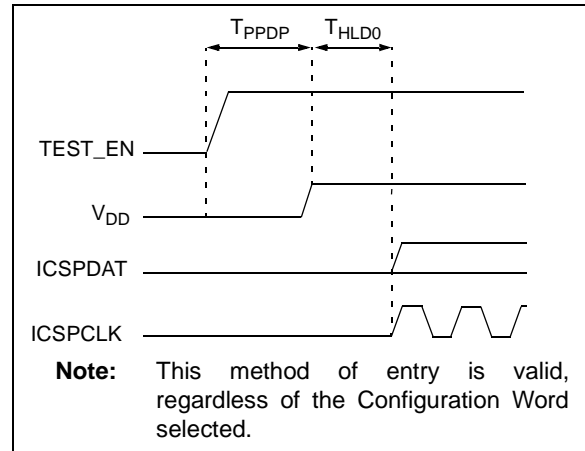 TPPDP THLD0
TEST_EN
VDD
ICSPDAT
ICSPCLK
Note: This method of entry is valid,
regardless of the Configuration Word
selected.